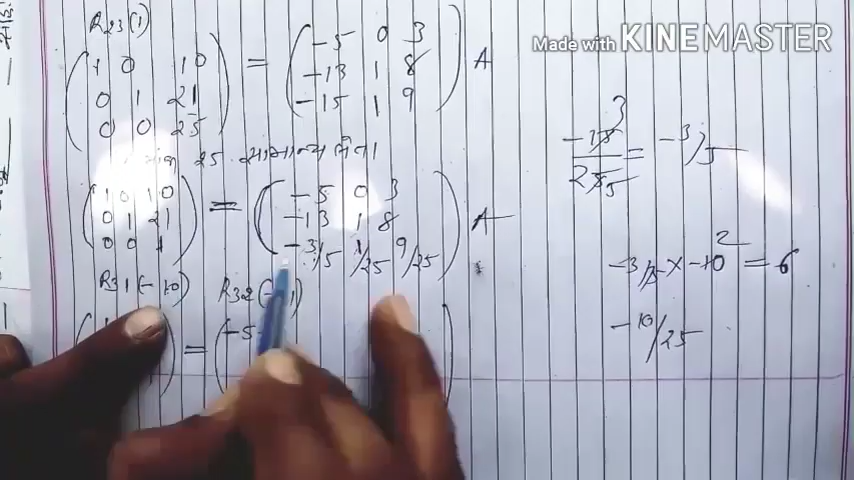 Made with KINEMASTER
R23(1)
1 0 10 = -5 0 3 A
0 1 21 -13 1 8
0 0 25 -15 1 9
25
1 0 10 = -5 0 3 A
0 1 21 -13 1 8
0 0 1 -3/5 1/25 9/25
R31(-10)
= -5
-15/25 = -3/5
3
5
2
-3/5 × -10 = 6
-10/25